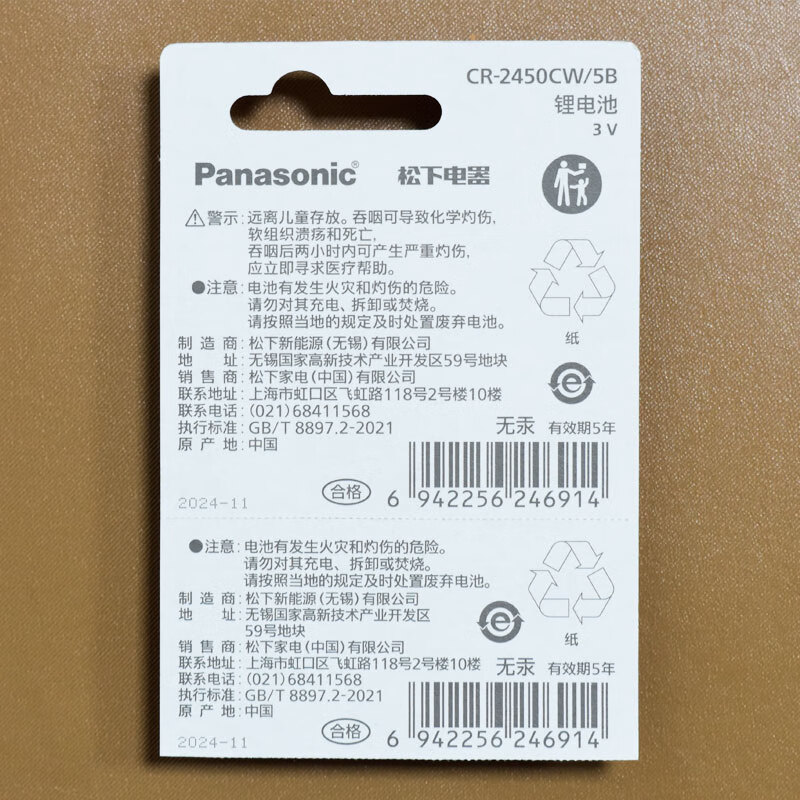 CR-2450CW/5B
锂电池
3 V
Panasonic® 松下电器
警示: 远离儿童存放。吞咽可导致化学灼伤,
软组织溃疡和死亡,
吞咽后两小时内可产生严重灼伤,
应立即寻求医疗帮助。
●注意: 电池有发生火灾和灼伤的危险。
请勿对其充电、拆卸或焚烧。
请按照当地的规定及时处置废弃电池。
纸
制造商: 松下新能源(无锡)有限公司
地址: 无锡国家高新技术产业开发区59号地块
销售商: 松下家电(中国)有限公司
联系地址: 上海市虹口区飞虹路118号2号楼10楼
联系电话: (021)68411568
执行标准: GB/T 8897.2-2021
原产地: 中国
e
无汞 有效期5年
2024-11
合格
6 942256 246914
●注意: 电池有发生火灾和灼伤的危险。
请勿对其充电、拆卸或焚烧。
请按照当地的规定及时处置废弃电池。
制造商: 松下新能源(无锡)有限公司
地址: 无锡国家高新技术产业开发区
59号地块
销售商: 松下家电(中国)有限公司
联系地址: 上海市虹口区飞虹路118号2号楼10楼
联系电话: (021)68411568
执行标准: GB/T 8897.2-2021
原产地: 中国
e
纸
无汞 有效期5年
2024-11
合格
6 942256 246914